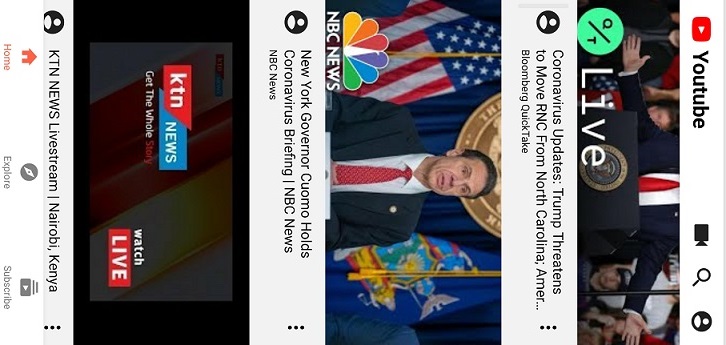 Youtube
Q/T
Live
Coronavirus Updates: Trump Threatens
to Move RNC From North Carolina; Amer...
Bloomberg QuickTake
NBC NEWS
New York Governor Cuomo Holds
Coronavirus Briefing | NBC News
NBC News
ktn
NEWS
Get The Whole Story
watch
LIVE
KTN NEWS Livestream | Nairobi, Kenya
Home
Explore
Subscribe